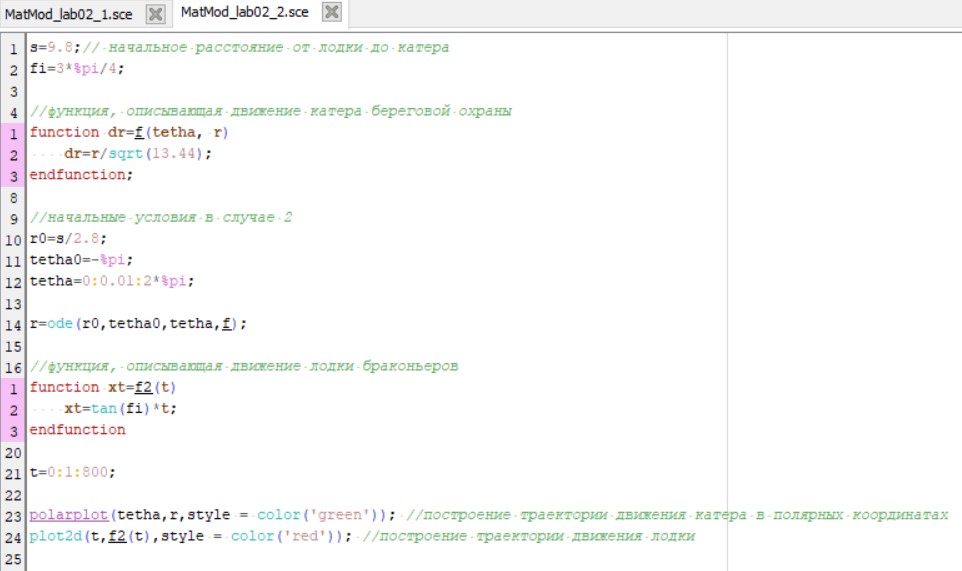 MatMod_lab02_1.sce MatMod_lab02_2.sce
1 s=9.8;// начальное расстояние от лодки до катера
2 fi=3*%pi/4;
3
4 //функция, описывающая движение катера береговой охраны
1 function dr=f(tetha, r)
2     dr=r/sqrt(13.44);
3 endfunction;
8
9 //начальные условия в случае 2
10 r0=s/2.8;
11 tetha0=-%pi;
12 tetha=0:0.01:2*%pi;
13
14 r=ode(r0,tetha0,tetha,f);
15
16 //функция, описывающая движение лодки браконьеров
1 function xt=f2(t)
2     xt=tan(fi)*t;
3 endfunction
20
21 t=0:1:800;
22
23 polarplot(tetha,r,style = color('green')); //построение траектории движения катера в полярных координатах
24 plot2d(t,f2(t),style = color('red')); //построение траектории движения лодки
25